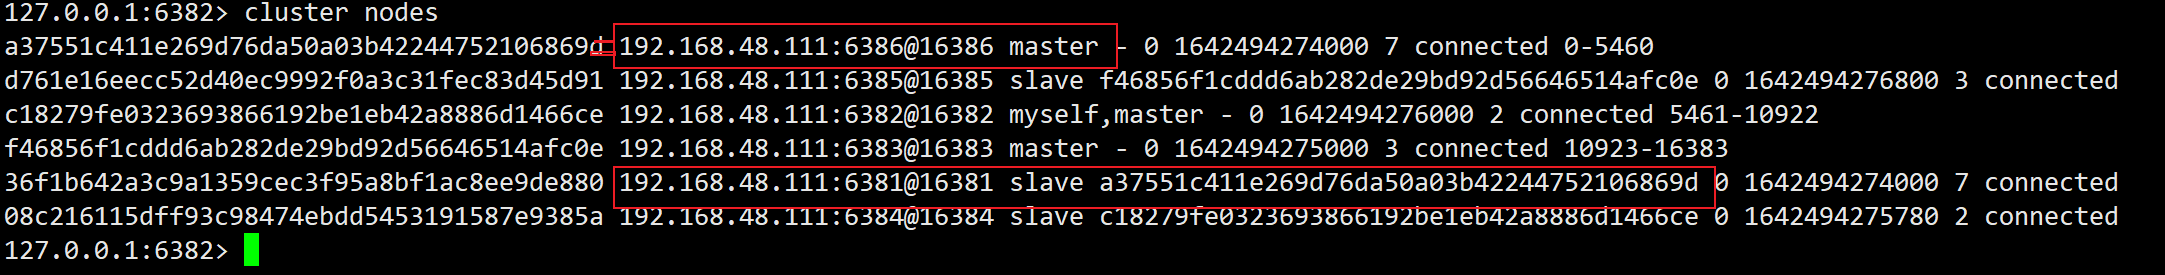 127.0.0.1:6382> cluster nodes
a37551c411e269d76da50a03b42244752106869d 192.168.48.111:6386@16386 master - 0 1642494274000 7 connected 0-5460
d761e16eecc52d40ec9992f0a3c31fec83d45d91 192.168.48.111:6385@16385 slave f46856f1cddd6ab282de29bd92d56646514afc0e 0 1642494276800 3 connected
c18279fe0323693866192be1eb42a8886d1466ce 192.168.48.111:6382@16382 myself,master - 0 1642494276000 2 connected 5461-10922
f46856f1cddd6ab282de29bd92d56646514afc0e 192.168.48.111:6383@16383 master - 0 1642494275000 3 connected 10923-16383
36f1b642a3c9a1359cec3f95a8bf1ac8ee9de880 192.168.48.111:6381@16381 slave a37551c411e269d76da50a03b42244752106869d 0 1642494274000 7 connected
08c216115dff93c98474ebdd5453191587e9385a 192.168.48.111:6384@16384 slave c18279fe0323693866192be1eb42a8886d1466ce 0 1642494275780 2 connected
127.0.0.1:6382>